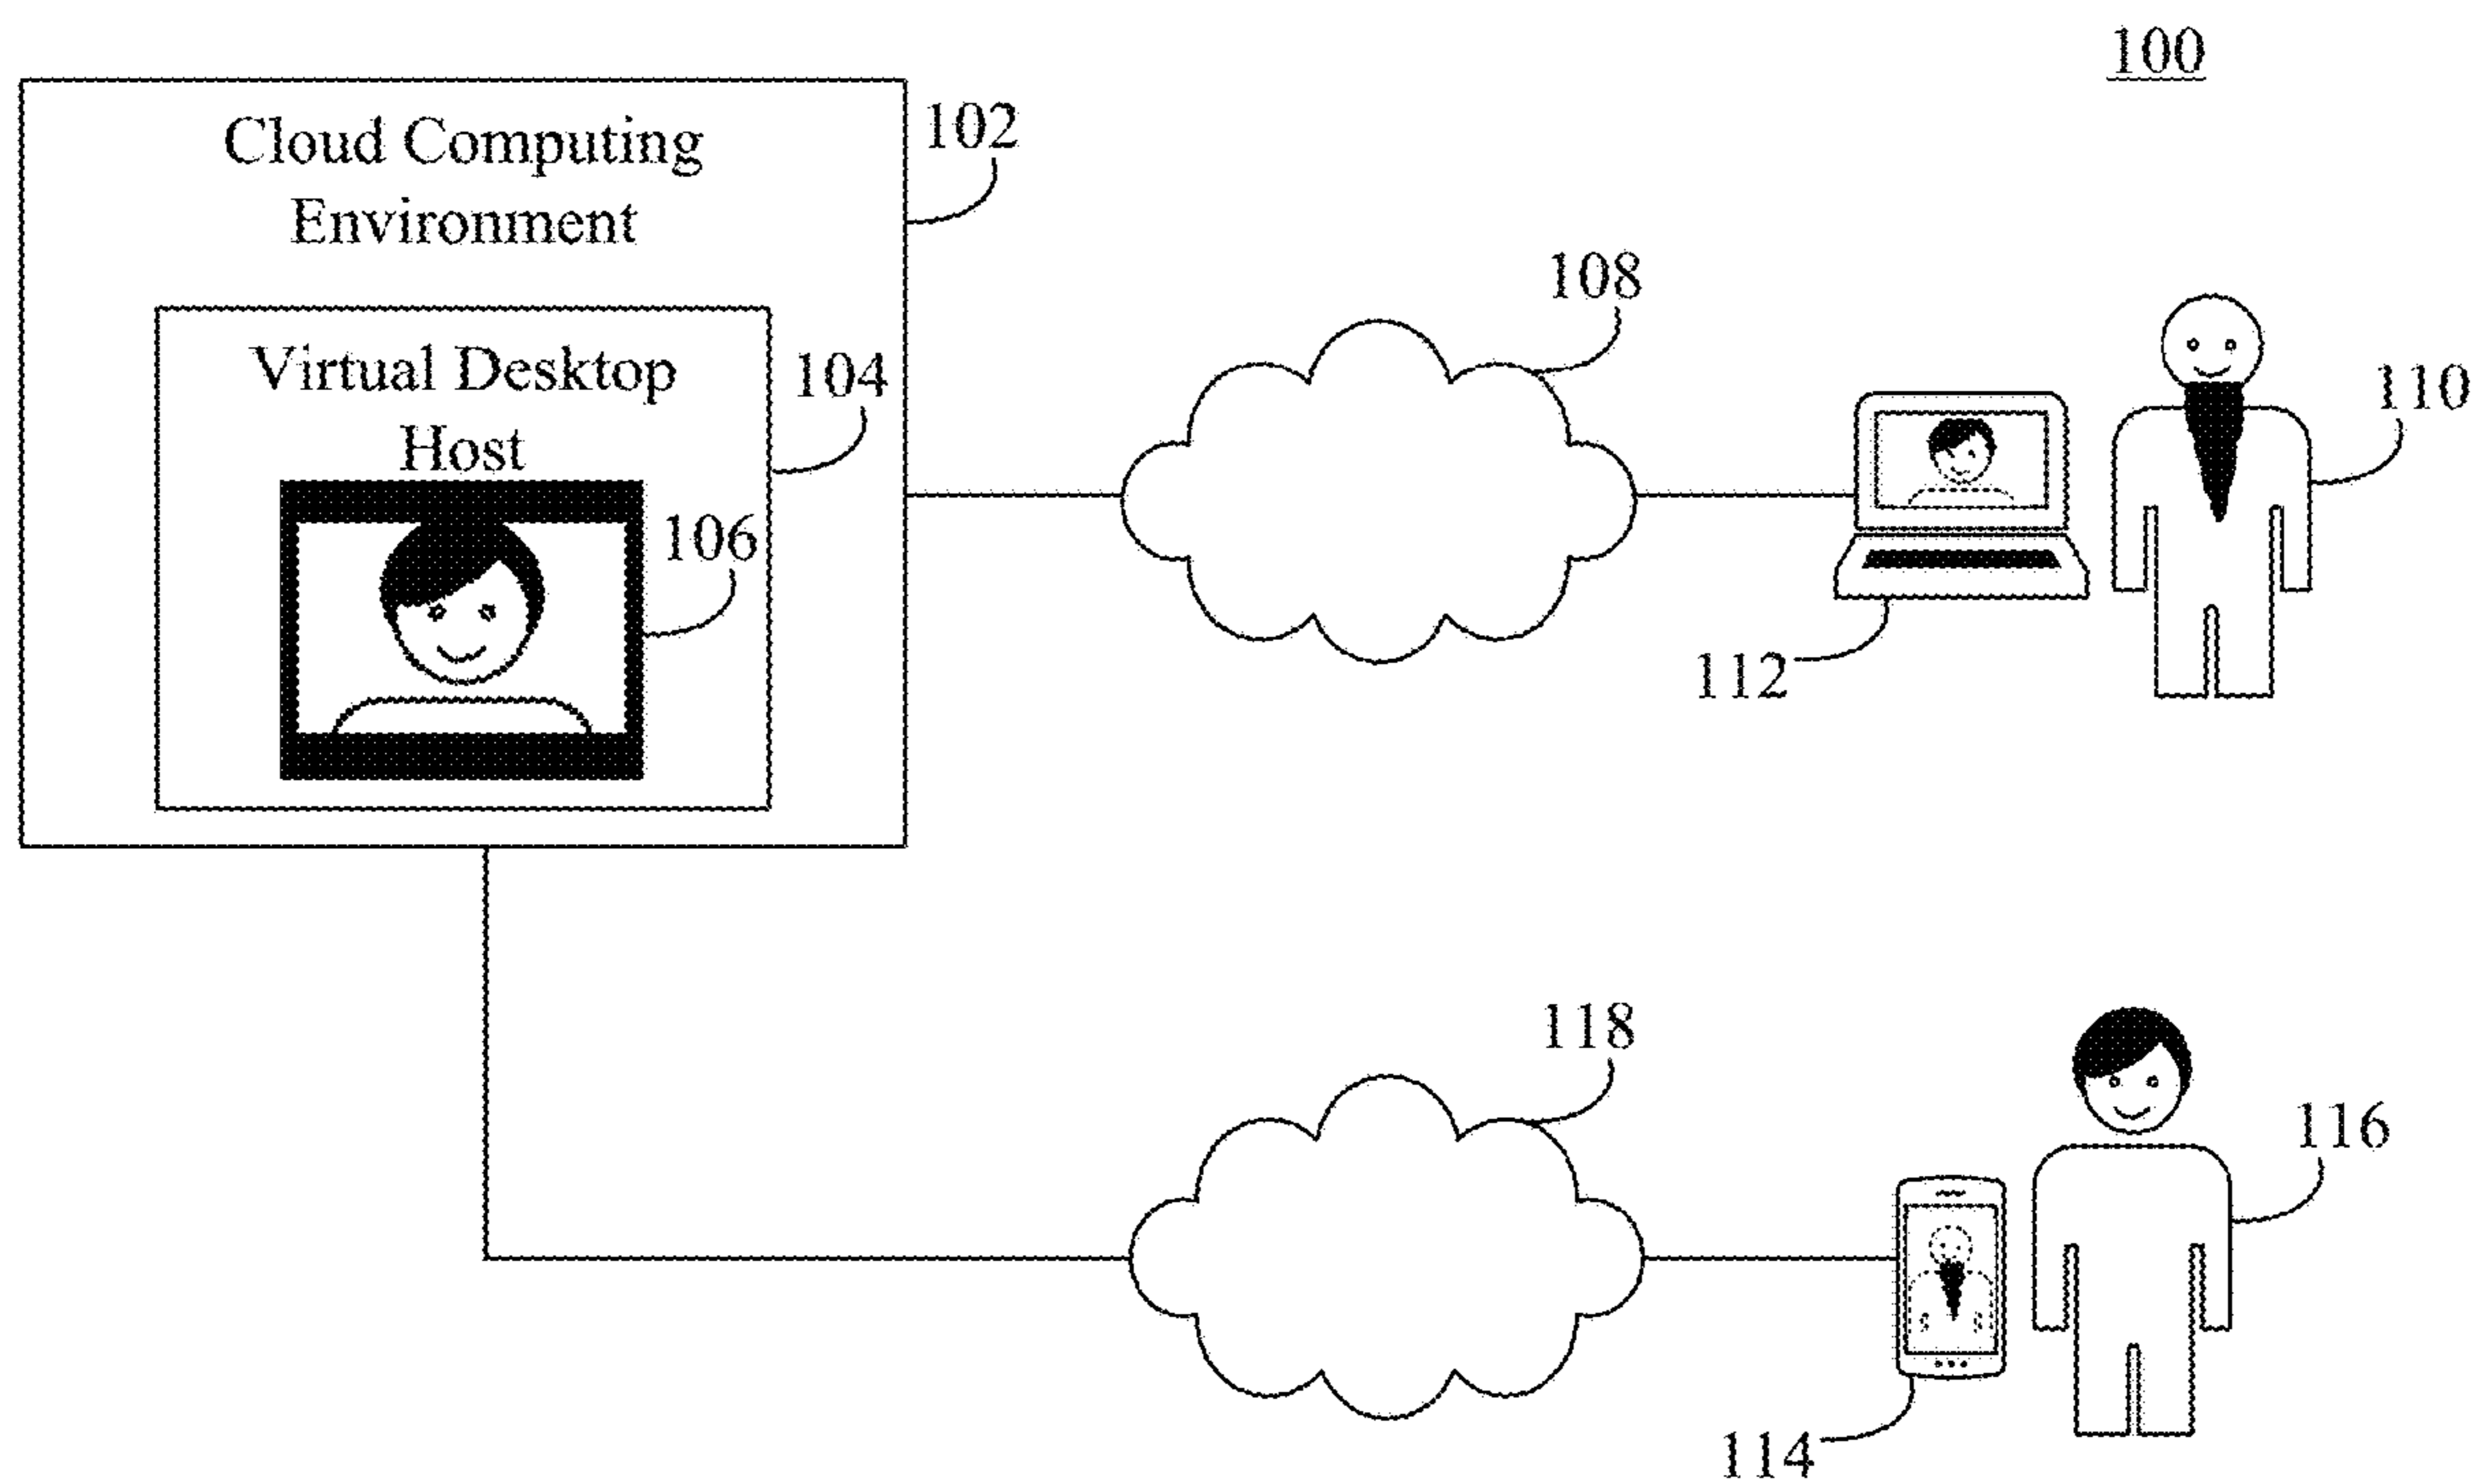 100
Cloud Computing
Environment
102
Virtual Desktop
Host
104
106
108
110
112
118
116
114